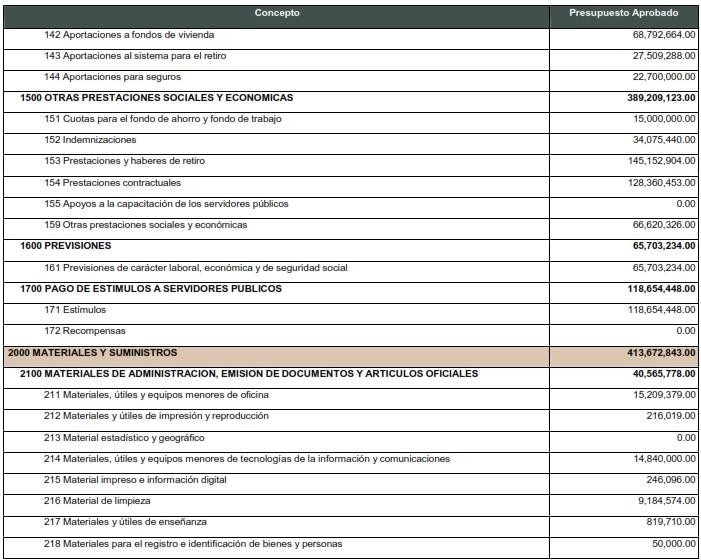 Concepto Presupuesto Aprobado
142 Aportaciones a fondos de vivienda 68,792,664.00
143 Aportaciones al sistema para el retiro 27,509,288.00
144 Aportaciones para seguros 22,700,000.00
1500 OTRAS PRESTACIONES SOCIALES Y ECONOMICAS 389,209,123.00
151 Cuotas para el fondo de ahorro y fondo de trabajo 15,000,000.00
152 Indemnizaciones 34,075,440.00
153 Prestaciones y haberes de retiro 145,152,904.00
154 Prestaciones contractuales 128,360,453.00
155 Apoyos a la capacitación de los servidores públicos 0.00
159 Otras prestaciones sociales y económicas 66,620,326.00
1600 PREVISIONES 65,703,234.00
161 Previsiones de carácter laboral, económica y de seguridad social 65,703,234.00
1700 PAGO DE ESTIMULOS A SERVIDORES PUBLICOS 118,654,448.00
171 Estímulos 118,654,448.00
172 Recompensas 0.00
2000 MATERIALES Y SUMINISTROS 413,672,843.00
2100 MATERIALES DE ADMINISTRACION, EMISION DE DOCUMENTOS Y ARTICULOS OFICIALES 40,565,778.00
211 Materiales, útiles y equipos menores de oficina 15,209,379.00
212 Materiales y útiles de impresión y reproducción 216,019.00
213 Material estadístico y geográfico 0.00
214 Materiales, útiles y equipos menores de tecnologías de la información y comunicaciones 14,840,000.00
215 Material impreso e información digital 246,096.00
216 Material de limpieza 9,184,574.00
217 Materiales y útiles de enseñanza 819,710.00
218 Materiales para el registro e identificación de bienes y personas 50,000.00